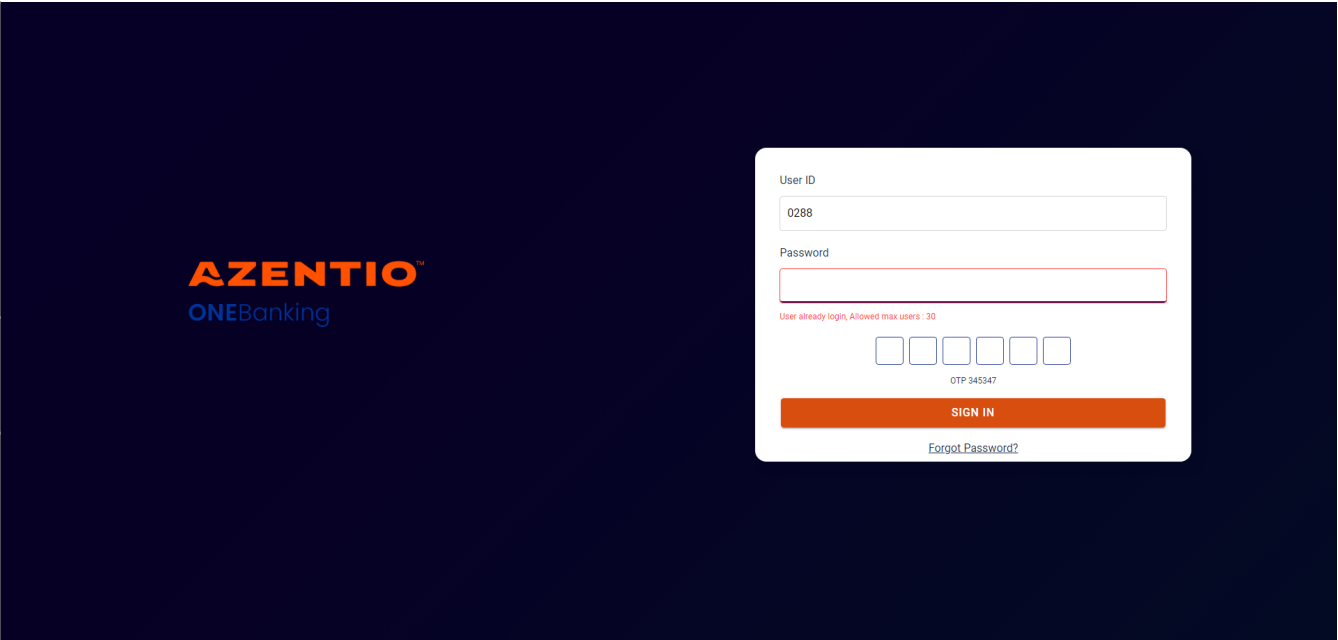 AZENTIO™
ONEBanking
User ID
0288
Password
User already login, Allowed max users : 30
OTP 345347
SIGN IN
Forgot Password?